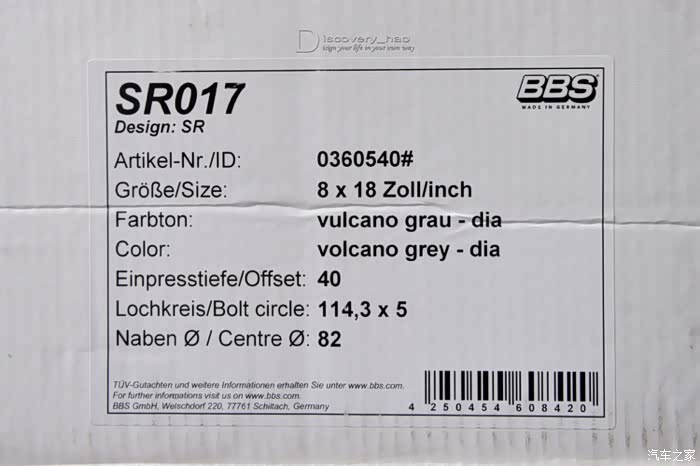 Discovery_hao
tsign your life in your own way
SR017
Design: SR
BBS
MADE IN GERMANY
Artikel-Nr./ID: 0360540#
Größe/Size: 8 x 18 Zoll/inch
Farbton: vulcano grau - dia
Color: volcano grey - dia
Einpresstiefe/Offset: 40
Lochkreis/Bolt circle: 114,3 x 5
Naben Ø / Centre Ø: 82
TÜV-Gutachten und weitere Informationen erhalten Sie unter www.bbs.com.
For further informations visit us on www.bbs.com.
BBS GmbH, Welschdorf 220, 77761 Schiltach, Germany
4 250454 608420
汽车之家